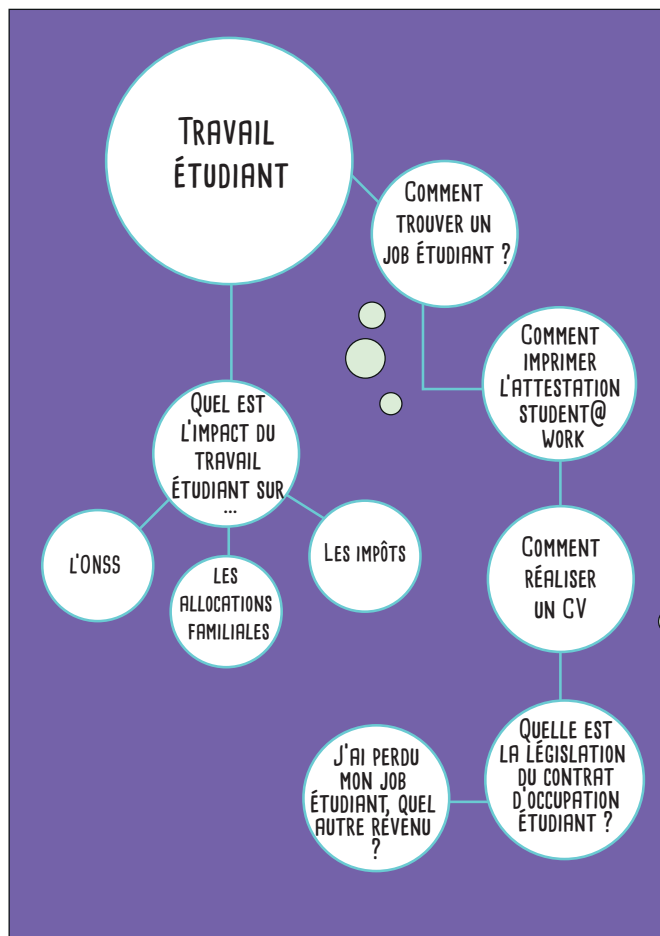 TRAVAIL
ÉTUDIANT
COMMENT
TROUVER UN
JOB ÉTUDIANT ?
COMMENT
IMPRIMER
L'ATTESTATION
STUDENT@
WORK
QUEL EST
L'IMPACT DU
TRAVAIL
ÉTUDIANT SUR
...
L'ONSS
LES
ALLOCATIONS
FAMILIALES
LES IMPÔTS
COMMENT
RÉALISER
UN CV
QUELLE EST
LA LÉGISLATION
DU CONTRAT
D'OCCUPATION
ÉTUDIANT ?
J'AI PERDU
MON JOB
ÉTUDIANT, QUEL
AUTRE REVENU
?